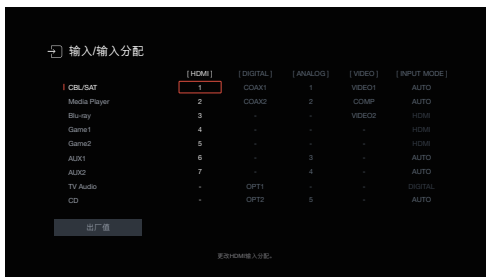 输入/输入分配
[ HDMI ] [ DIGITAL ] [ ANALOG ] [ VIDEO ] [ INPUT MODE ]
CBL/SAT 1 COAX1 1 VIDEO1 AUTO
Media Player 2 COAX2 2 COMP AUTO
Blu-ray 3 - - VIDEO2 HDMI
Game1 4 - - - HDMI
Game2 5 - - - HDMI
AUX1 6 - 3 - AUTO
AUX2 7 - 4 - AUTO
TV Audio - OPT1 - - DIGITAL
CD - OPT2 5 - AUTO
出厂值
更改HDMI输入分配。